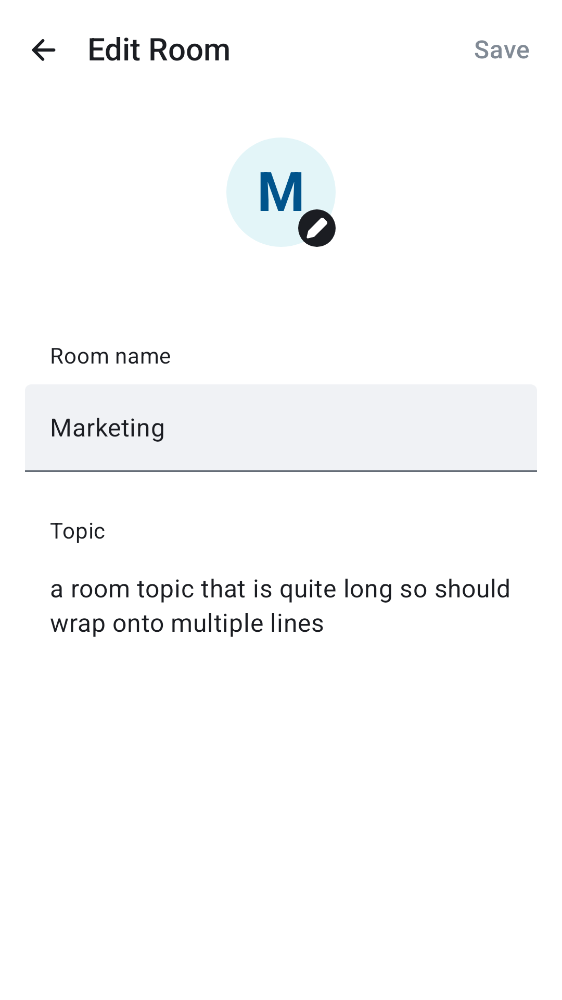 Edit Room
Save
M
Room name
Marketing
Topic
a room topic that is quite long so should
wrap onto multiple lines